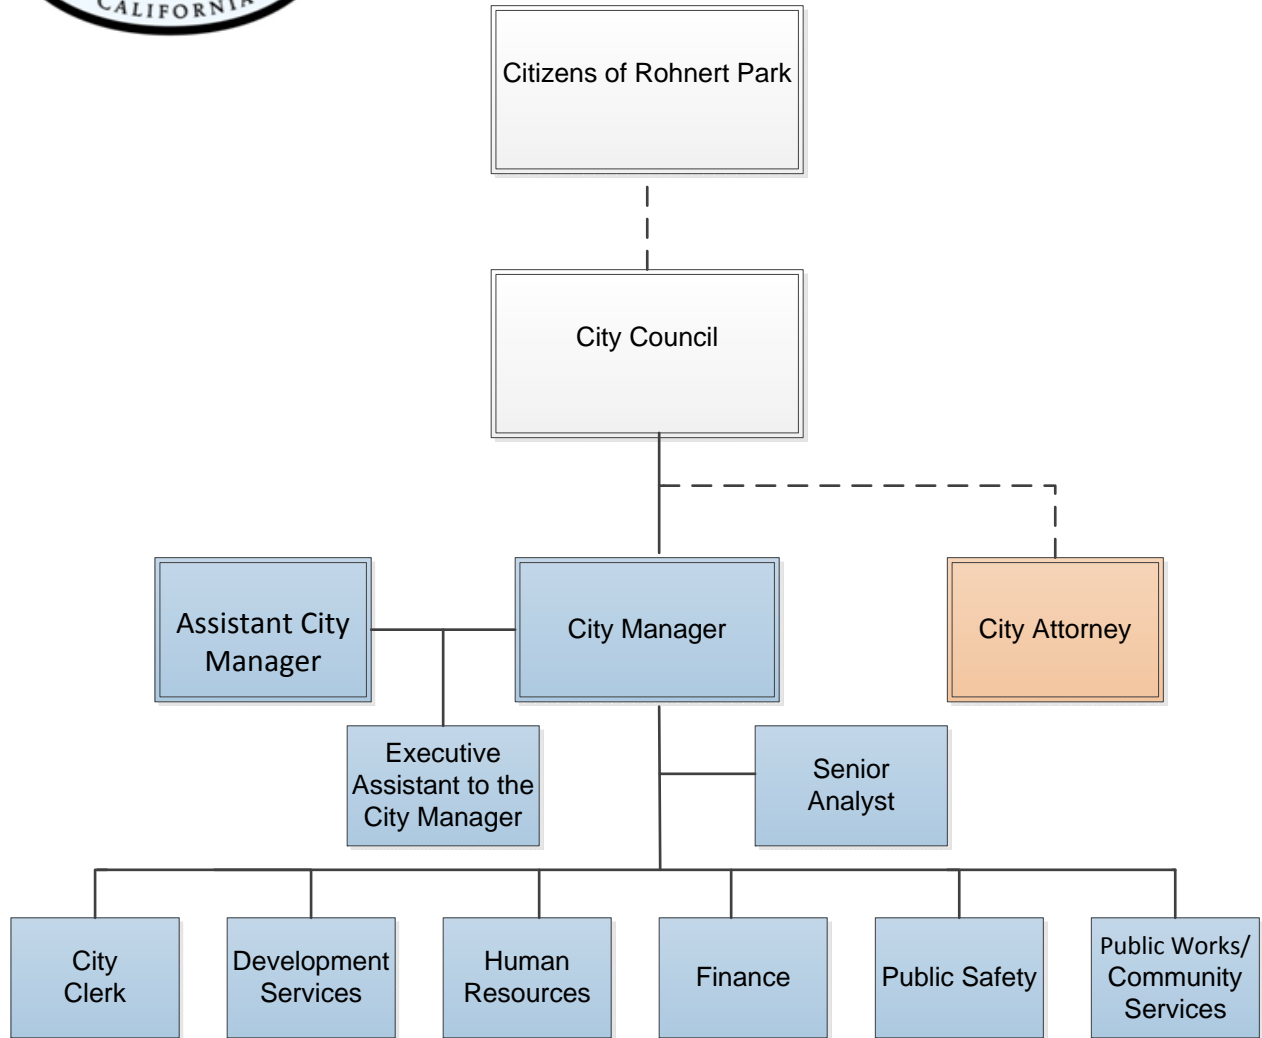 CALIFORNIA
Citizens of Rohnert Park
City Council
Assistant City
Manager
City Manager
City Attorney
Executive
Assistant to the
City Manager
Senior
Analyst
City
Clerk
Development
Services
Human
Resources
Finance
Public Safety
Public Works/
Community
Services